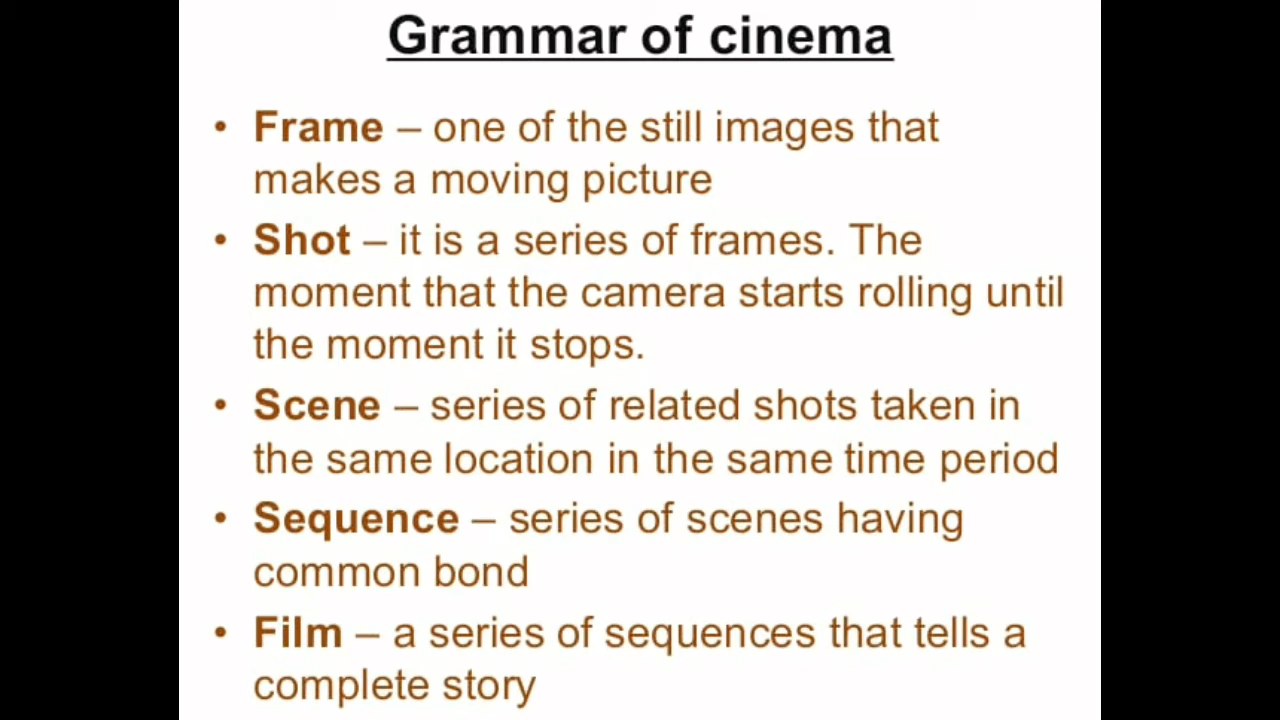 Grammar of cinema
• Frame – one of the still images that
makes a moving picture
• Shot – it is a series of frames. The
moment that the camera starts rolling until
the moment it stops.
• Scene – series of related shots taken in
the same location in the same time period
• Sequence – series of scenes having
common bond
• Film – a series of sequences that tells a
complete story